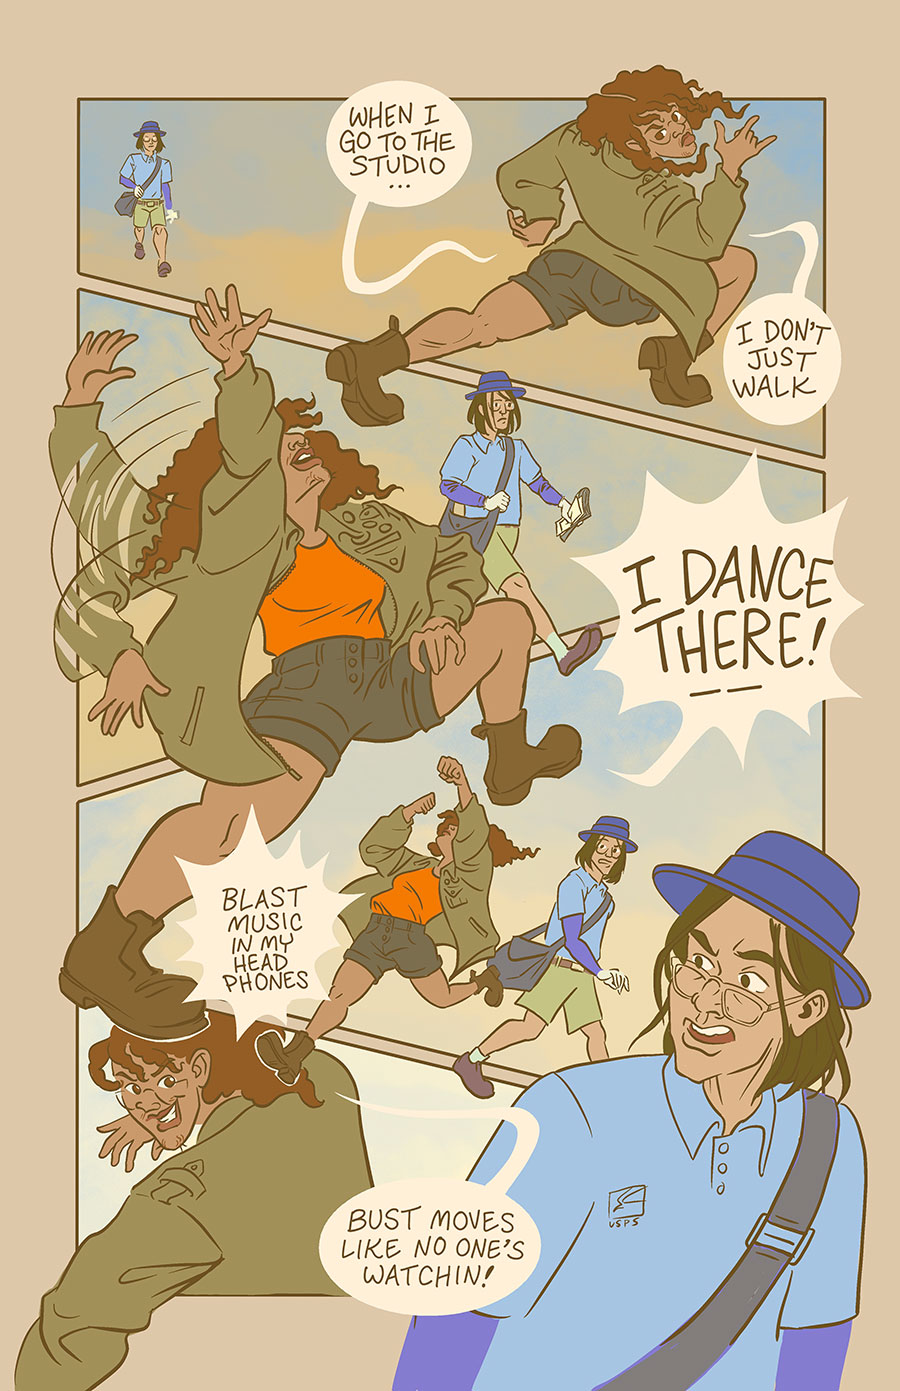 WHEN I
GO TO THE
STUDIO
...
I DON'T
JUST
WALK
I DANCE
THERE!
BLAST
MUSIC
IN MY
HEAD
PHONES
BUST MOVES
LIKE NO ONE'S
WATCHIN!
USPS